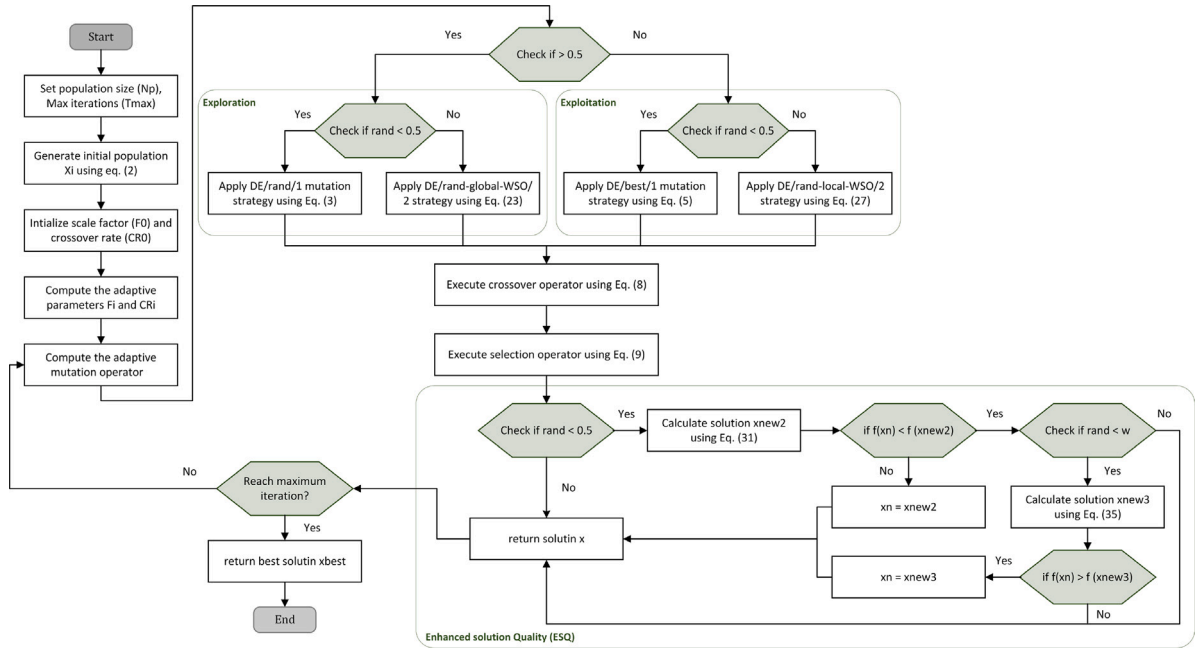 Start
Set population size (Np),
Max iterations (Tmax)
Generate initial population
Xi using eq. (2)
Intialize scale factor (F0) and
crossover rate (CR0)
Compute the adaptive
parameters Fi and CRi
Compute the adaptive
mutation operator
Yes
No
Check if > 0.5
Exploration
Yes
No
Check if rand < 0.5
Apply DE/rand/1 mutation
strategy using Eq. (3)
Apply DE/rand-global-WSO/
2 strategy using Eq. (23)
Exploitation
Yes
No
Check if rand < 0.5
Apply DE/best/1 mutation
strategy using Eq. (5)
Apply DE/rand-local-WSO/2
strategy using Eq. (27)
Execute crossover operator using Eq. (8)
Execute selection operator using Eq. (9)
Check if rand < 0.5
Yes
No
Calculate solution xnew2
using Eq. (31)
if f(xn) < f (xnew2)
Yes
No
Check if rand < w
No
Yes
xn = xnew2
Calculate solution xnew3
using Eq. (35)
return solutin x
xn = xnew3
Yes
if f(xn) > f (xnew3)
No
Enhanced solution Quality (ESQ)
No
Reach maximum
iteration?
Yes
return best solutin xbest
End